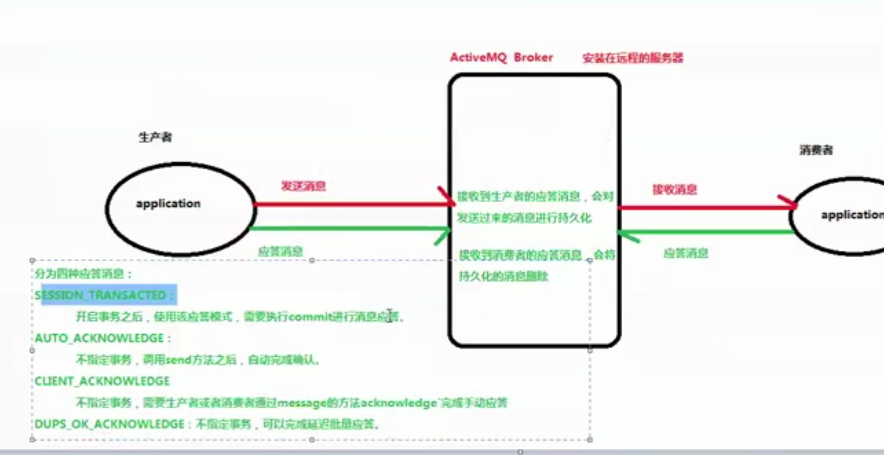 ActiveMQ Broker 安装在远程的服务器
生产者
消费者
application
发送消息
接收到生产者的应答消息，会对
发送过来的消息进行持久化
接收消息
application
应答消息
接收到消费者的应答消息，会将
持久化的消息删除
应答消息
分为四种应答消息：
SESSION_TRANSACTED：
开启事务之后，使用该应答模式，需要执行commit进行消息应答。
AUTO_ACKNOWLEDGE：
不指定事务，调用send方法之后，自动完成确认。
CLIENT_ACKNOWLEDGE
不指定事务，需要生产者或者消费者通过message的方法acknowledge`完成手动应答
DUPS_OK_ACKNOWLEDGE：不指定事务，可以完成延迟批量应答。